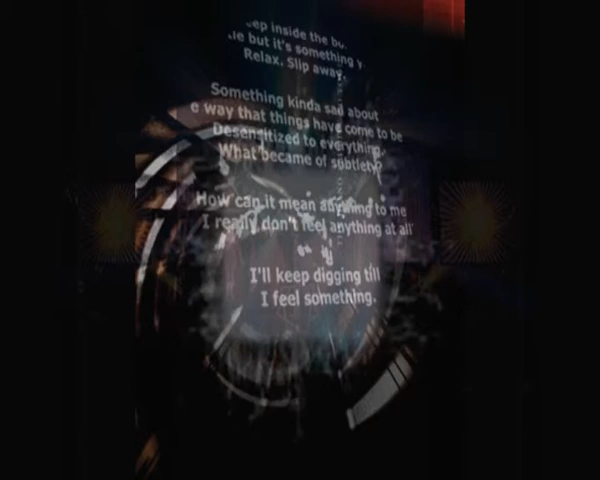 inside the
but it's something
Relax. Slip away.
Something kinda sad about
way that things have come to be
Desensitized to everything.
What became of subtlety?
How can it mean anything to me
I really don't feel anything at all
I'll keep digging till
I feel something.